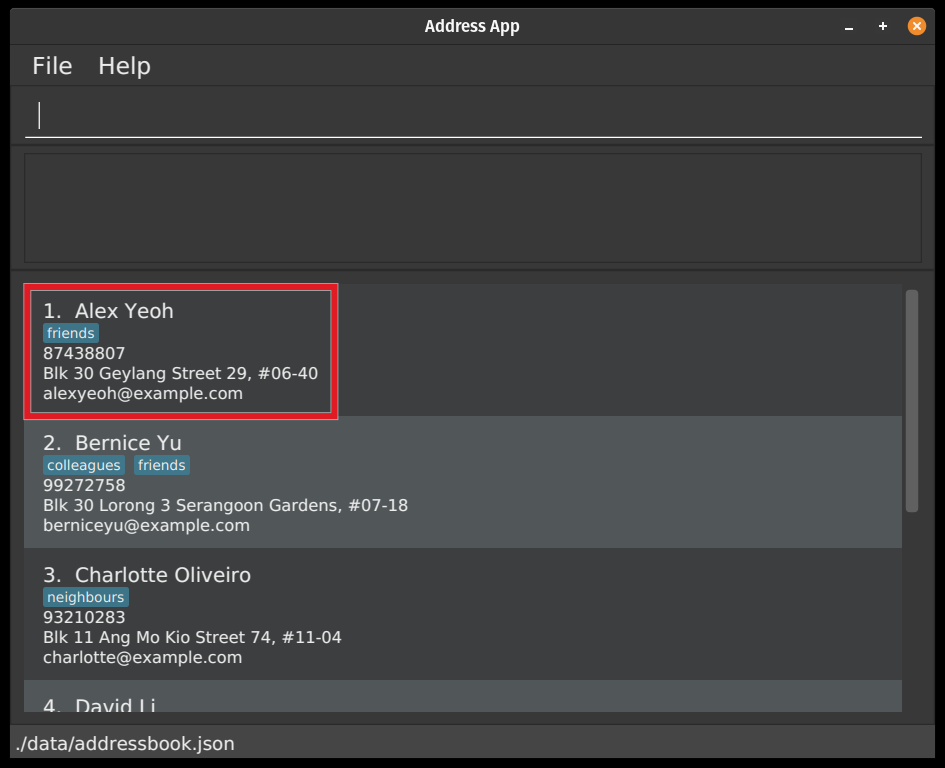 Address App
File Help
1. Alex Yeoh
friends
87438807
Blk 30 Geylang Street 29, #06-40
alexyeoh@example.com
2. Bernice Yu
colleagues friends
99272758
Blk 30 Lorong 3 Serangoon Gardens, #07-18
berniceyu@example.com
3. Charlotte Oliveiro
neighbours
93210283
Blk 11 Ang Mo Kio Street 74, #11-04
charlotte@example.com
4. David Li
./data/addressbook.json